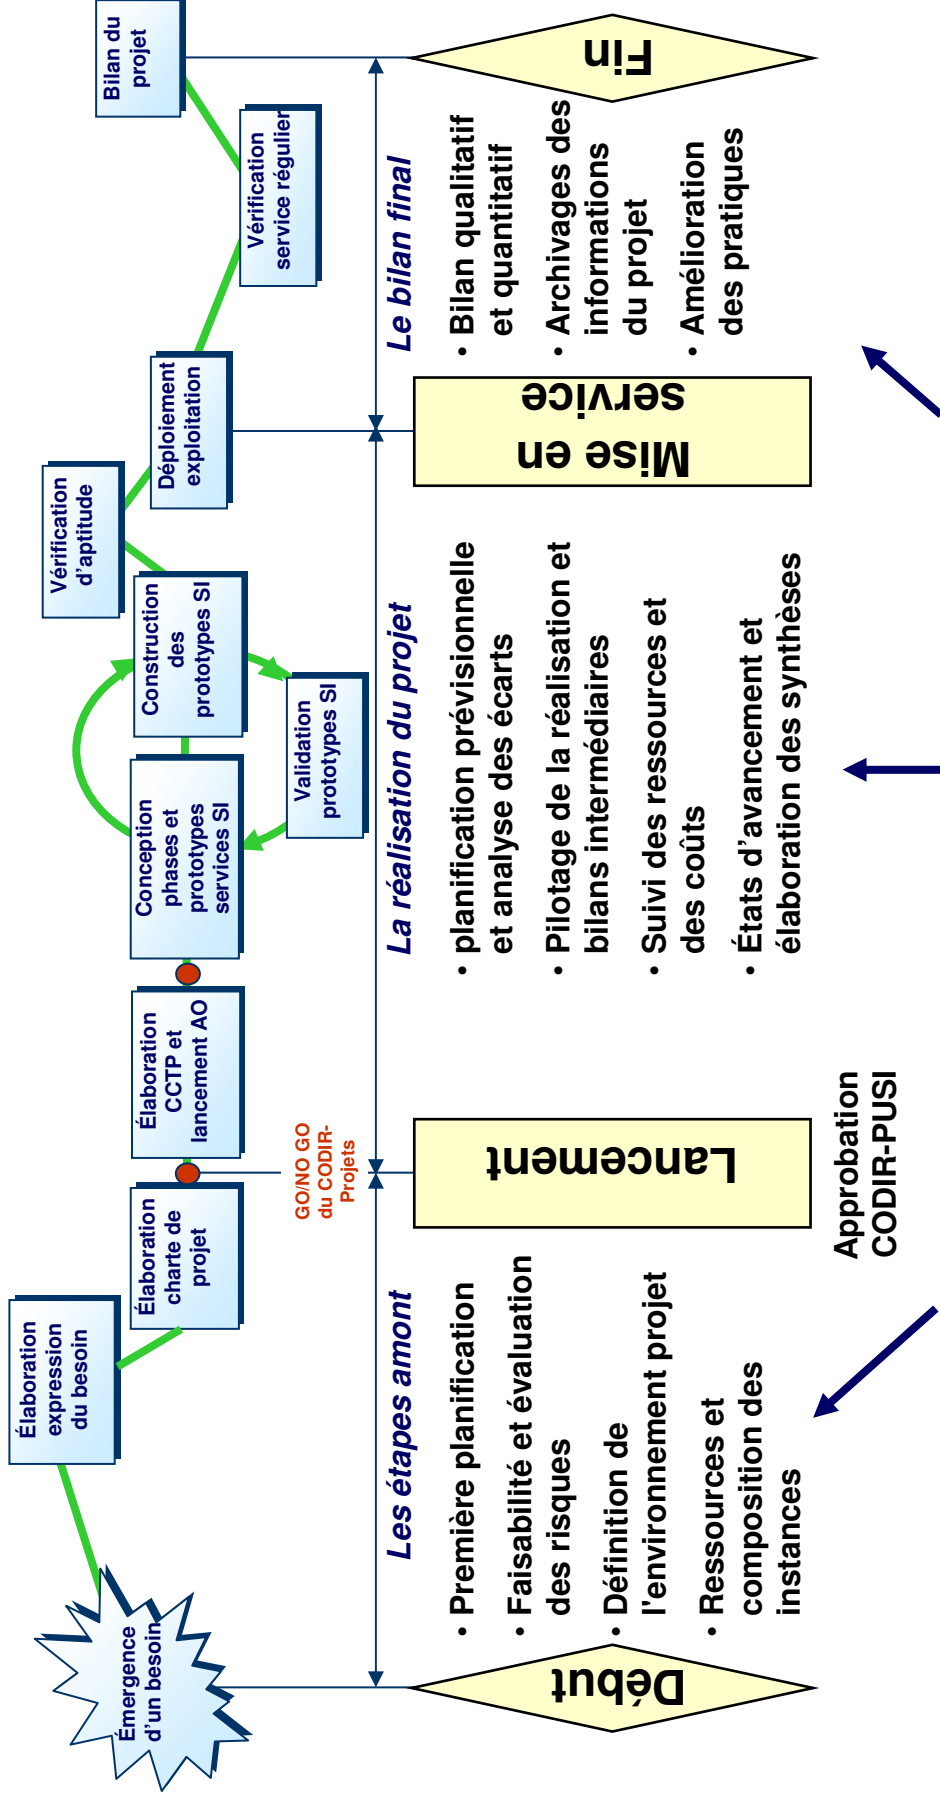 Émergence
d'un besoin
Élaboration
expression
du besoin
Élaboration
charte de
projet
Élaboration
CCTP et
lancement AO
Conception
phases et
prototypes
services SI
Construction
des
prototypes SI
Validation
prototypes SI
Vérification
d'aptitude
Déploiement
exploitation
Vérification
service régulier
Bilan du
projet
GO/NO GO
du CODIR-
Projets
Les étapes amont
La réalisation du projet
Le bilan final
Début
• Première planification
• Faisabilité et évaluation
des risques
• Définition de
l'environnement projet
• Ressources et
composition des
instances
Lancement
Approbation
CODIR-PUSI
• planification prévisionnelle
et analyse des écarts
• Pilotage de la réalisation et
bilans intermédiaires
• Suivi des ressources et
des coûts
• États d'avancement et
élaboration des synthèses
Mise en
service
• Bilan qualitatif
et quantitatif
• Archivages des
informations
du projet
• Amélioration
des pratiques
Fin